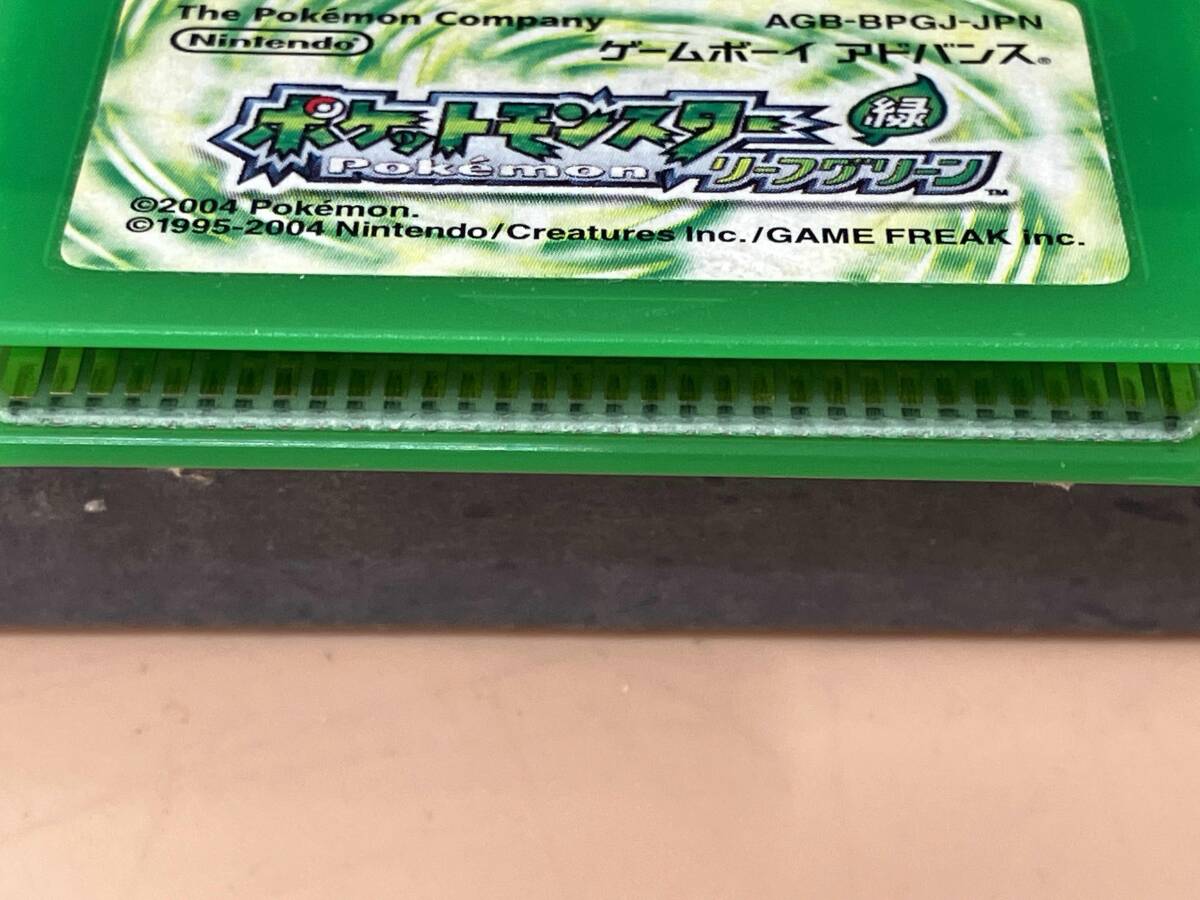 The Pokémon Company AGB-BPGJ-JPN
Nintendo® ゲームボーイ アドバンス®
ポケットモンスター 緑
Pokémon リーフグリーン™
©2004 Pokémon.
©1995-2004 Nintendo/Creatures Inc./GAME FREAK inc.